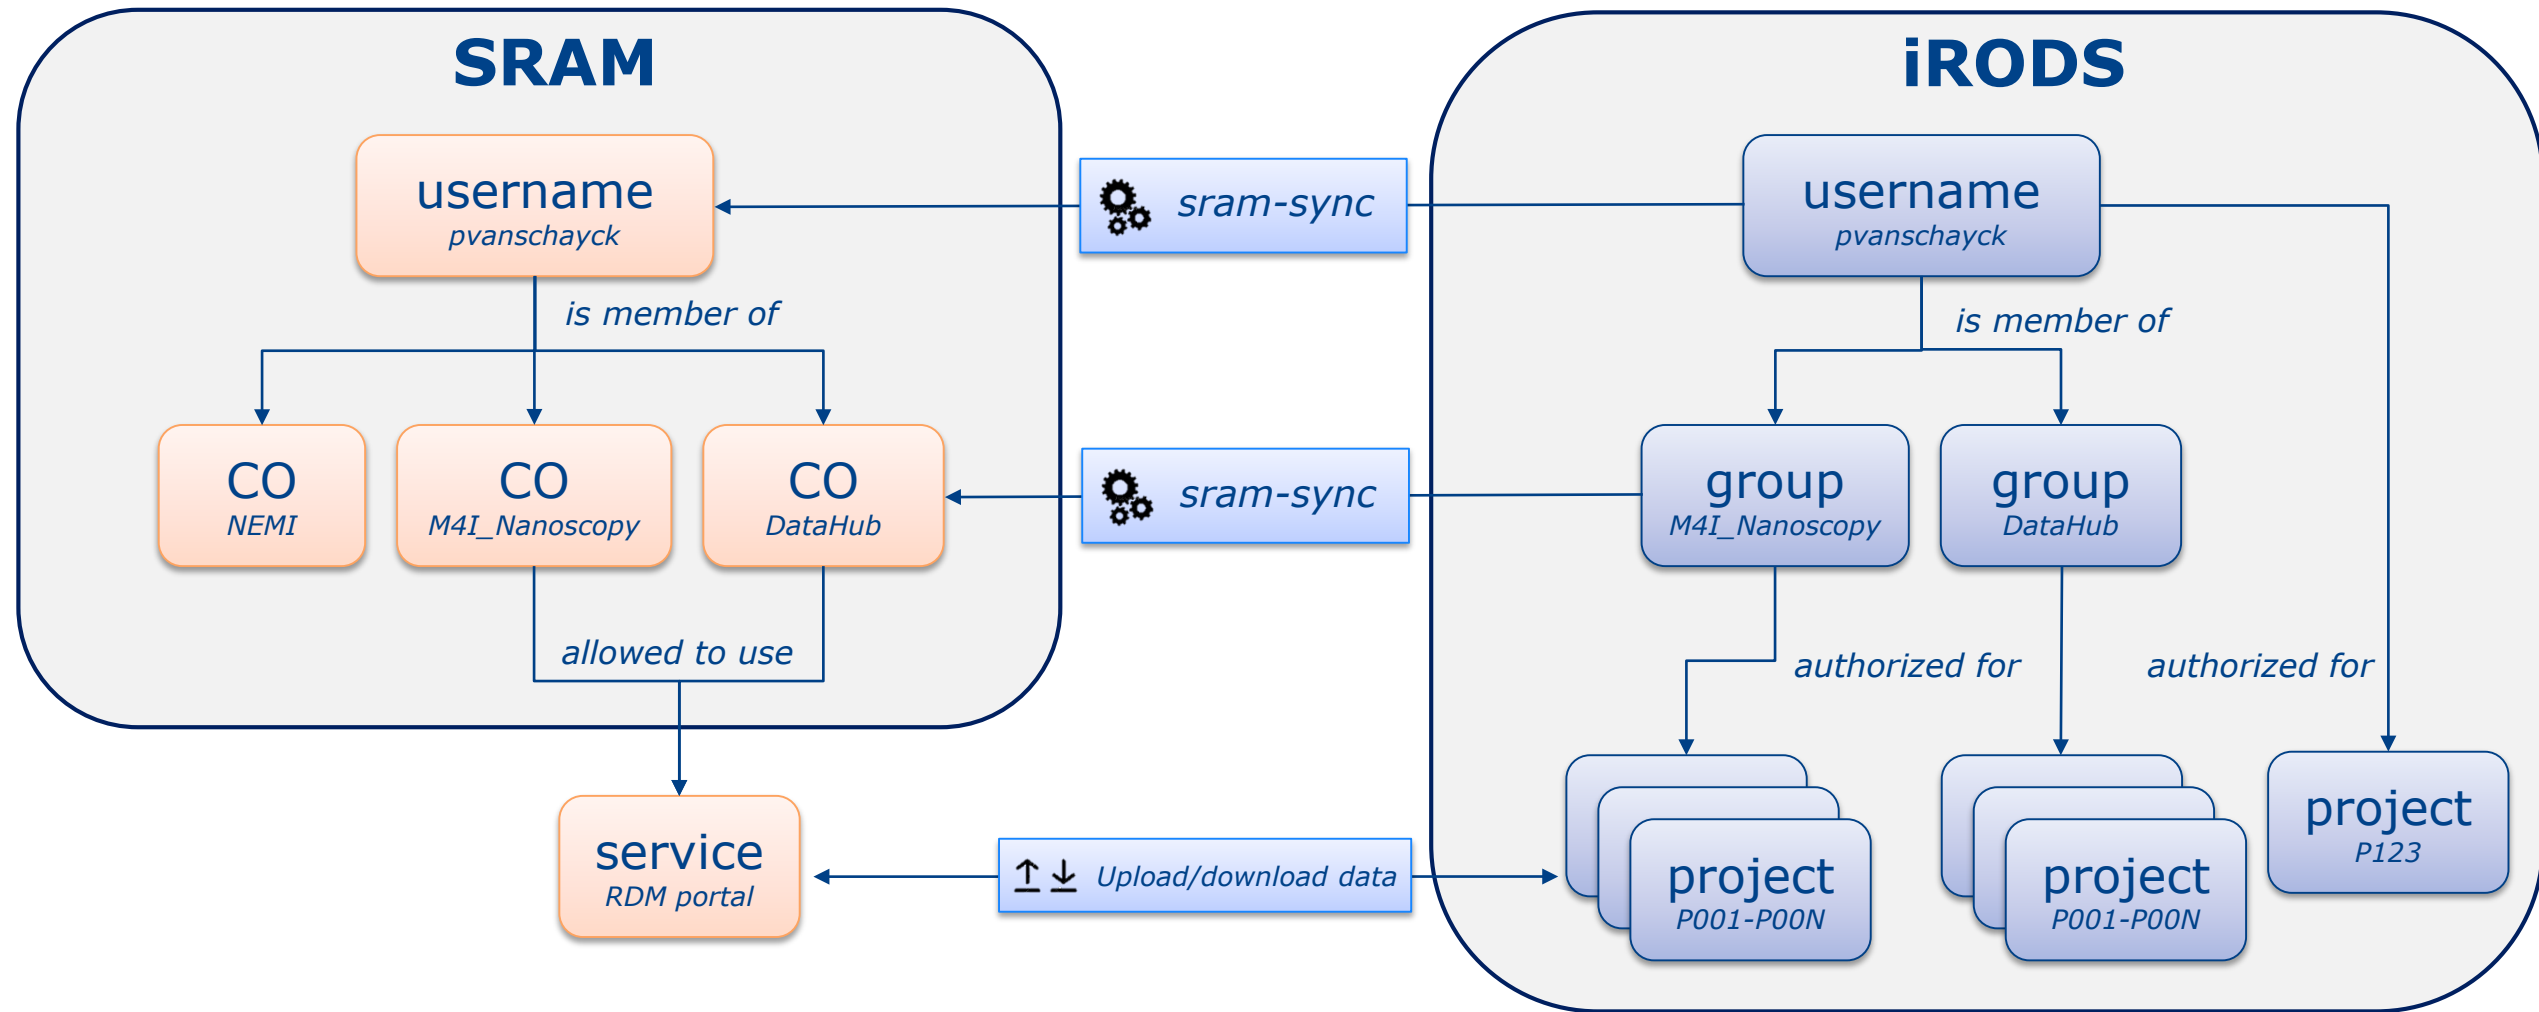 SRAM
iRODS
username
pvanschayck
sram-sync
username
pvanschayck
is member of
is member of
CO
NEMI
CO
M4I_Nanoscopy
CO
DataHub
sram-sync
group
M4I_Nanoscopy
group
DataHub
allowed to use
authorized for
authorized for
service
RDM portal
Upload/download data
project
P001-P00N
project
P001-P00N
project
P123